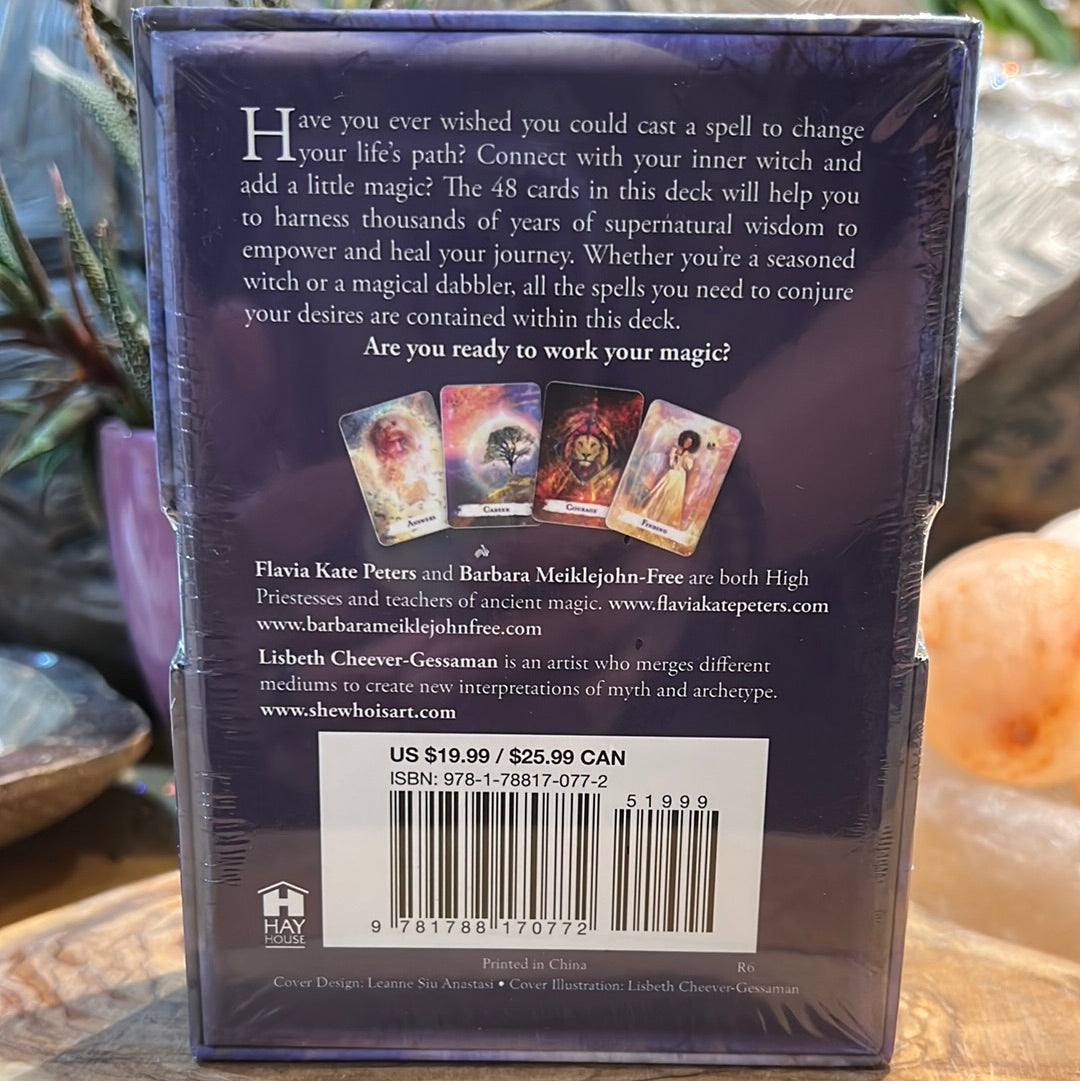 Have you ever wished you could cast a spell to change
your life's path? Connect with your inner witch and
add a little magic? The 48 cards in this deck will help you
to harness thousands of years of supernatural wisdom to
empower and heal your journey. Whether you're a seasoned
witch or a magical dabbler, all the spells you need to conjure
your desires are contained within this deck.
Are you ready to work your magic?
Answers
Career
Courage
Finding
Flavia Kate Peters and Barbara Meiklejohn-Free are both High
Priestesses and teachers of ancient magic. www.flaviakatepeters.com
www.barbarameiklejohnfree.com
Lisbeth Cheever-Gessaman is an artist who merges different
mediums to create new interpretations of myth and archetype.
www.shewhoisart.com
US $19.99 / $25.99 CAN
ISBN: 978-1-78817-077-2
51999
9 781788 170772
HAY
HOUSE
Printed in China
R6
Cover Design: Leanne Siu Anastasi • Cover Illustration: Lisbeth Cheever-Gessaman